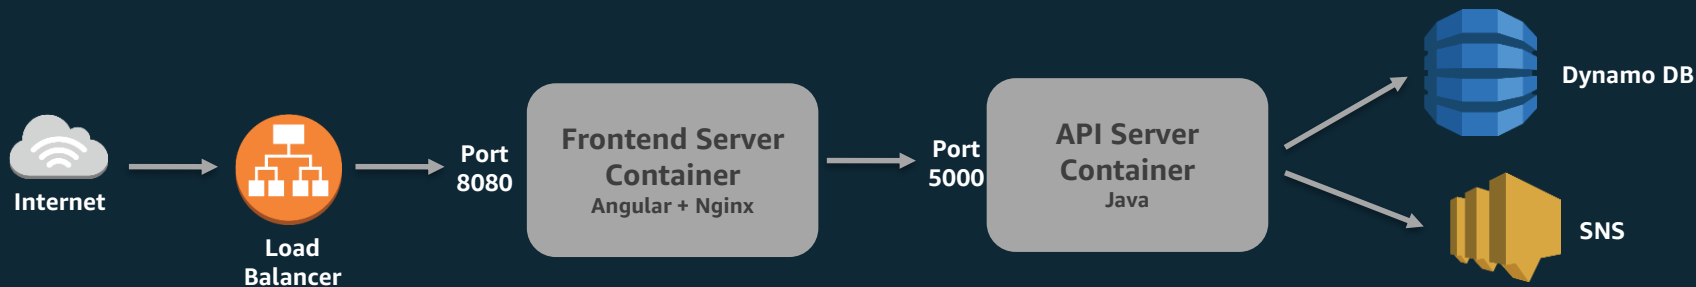 Internet
Load
Balancer
Port
8080
Frontend Server
Container
Angular + Nginx
Port
5000
API Server
Container
Java
Dynamo DB
SNS